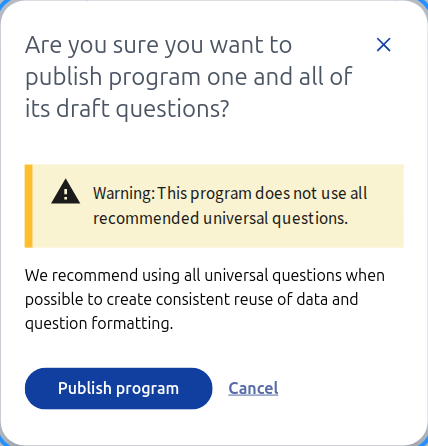 Are you sure you want to
publish program one and all of
its draft questions?
Warning: This program does not use all
recommended universal questions.
We recommend using all universal questions when
possible to create consistent reuse of data and
question formatting.
Publish program
Cancel